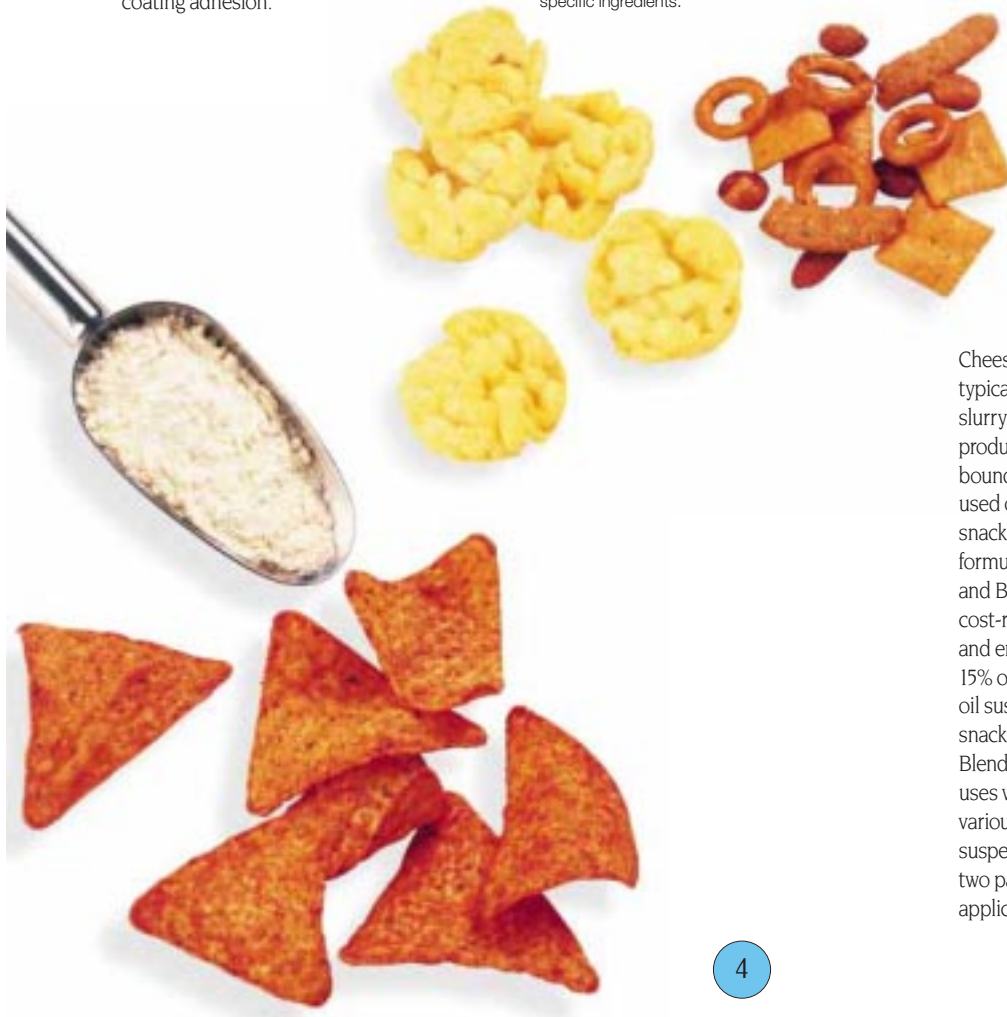 coating adhesion.
specific ingredients.
Chees
typica
slurry
produ
bound
used o
snack
formu
and B
cost-r
and en
15% o
oil sus
snack
Blend
uses w
variou
suspe
two pa
applic
4